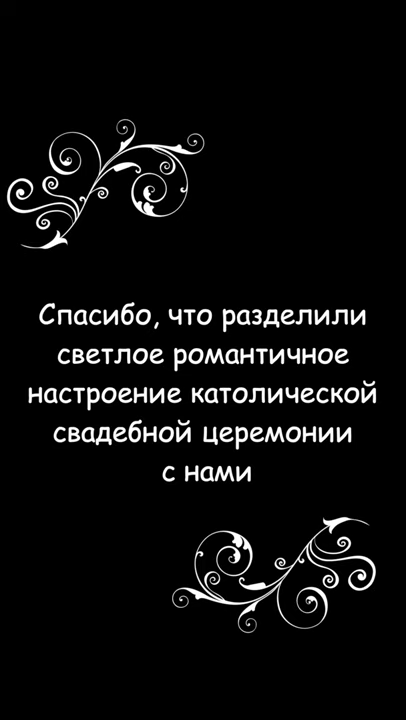 Спасибо, что разделили
светлое романтичное
настроение католической
свадебной церемонии
с нами